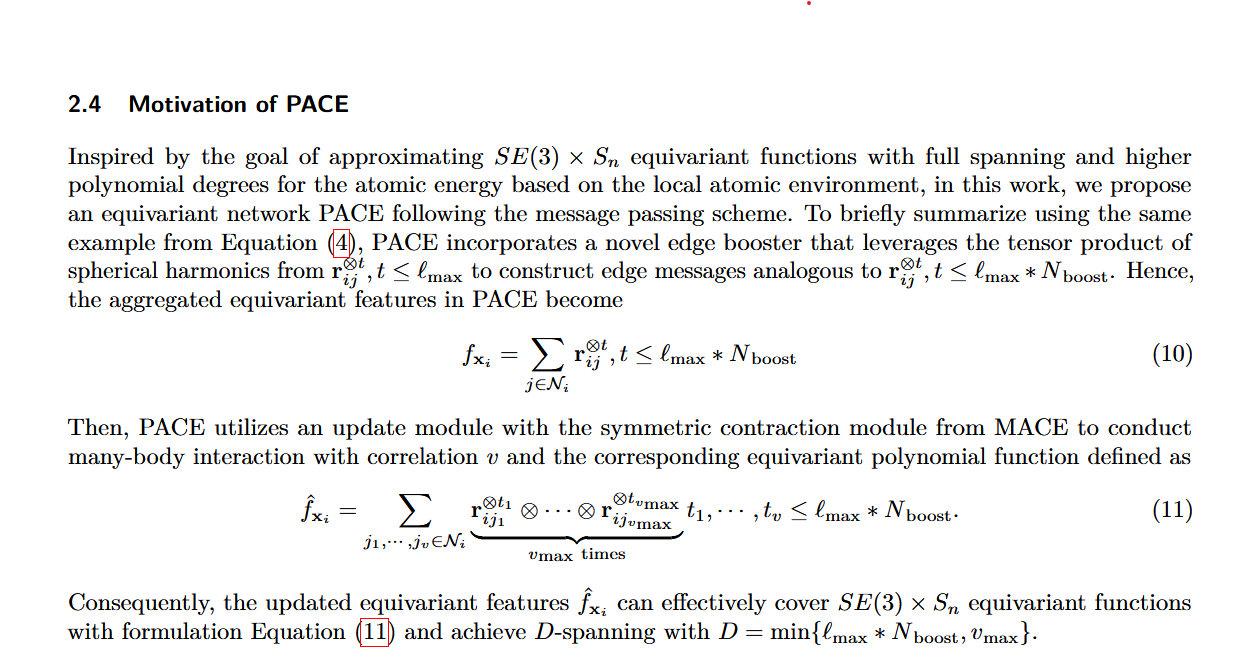 2.4 Motivation of PACE
Inspired by the goal of approximating $SE(3) \times S_n$ equivariant functions with full spanning and higher
polynomial degrees for the atomic energy based on the local atomic environment, in this work, we propose
an equivariant network PACE following the message passing scheme. To briefly summarize using the same
example from Equation (4), PACE incorporates a novel edge booster that leverages the tensor product of
spherical harmonics from $\mathbf{r}_{ij}^{\otimes t}, t \leq \ell_{\max}$ to construct edge messages analogous to $\mathbf{r}_{ij}^{\otimes t}, t \leq \ell_{\max} * N_{\text{boost}}$. Hence,
the aggregated equivariant features in PACE become
$f_{\mathbf{x}_i} = \sum_{j \in \mathcal{N}_i} \mathbf{r}_{ij}^{\otimes t}, t \leq \ell_{\max} * N_{\text{boost}}$ (10)
Then, PACE utilizes an update module with the symmetric contraction module from MACE to conduct
many-body interaction with correlation $v$ and the corresponding equivariant polynomial function defined as
$\hat{f}_{\mathbf{x}_i} = \sum_{j_1, \cdots, j_v \in \mathcal{N}_i} \underbrace{\mathbf{r}_{ij_1}^{\otimes t_1} \otimes \cdots \otimes \mathbf{r}_{ij_{v_{\max}}}^{\otimes t_{v_{\max}}}}_{v_{\max} \text{ times}} t_1, \cdots, t_v \leq \ell_{\max} * N_{\text{boost}}.$ (11)
Consequently, the updated equivariant features $\hat{f}_{\mathbf{x}_i}$ can effectively cover $SE(3) \times S_n$ equivariant functions
with formulation Equation (11) and achieve $D$-spanning with $D = \min\{\ell_{\max} * N_{\text{boost}}, v_{\max}\}$.